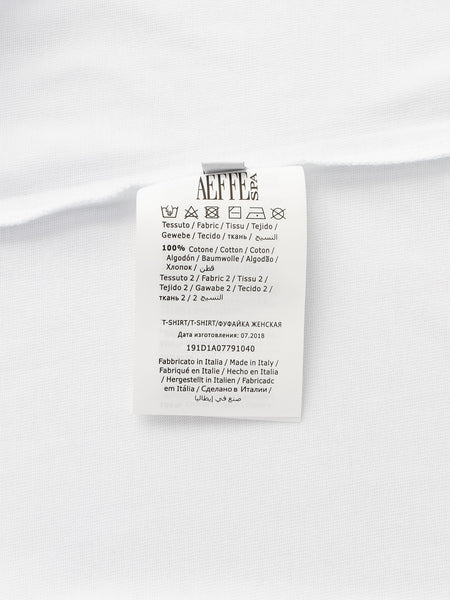 AEFFE SPA
Tessuto / Fabric / Tissu / Tejido /
Gewebe / Tecido / ткань / النسيج
100% Cotone / Cotton / Coton /
Algodón / Baumwolle / Algodão /
Хлопок / قطن
Tessuto 2 / Fabric 2 / Tissu 2 /
Tejido 2 / Gawabe 2 / Tecido 2 /
ткань 2 / النسيج 2
T-SHIRT/T-SHIRT/ФУФАЙКА ЖЕНСКАЯ
Дата изготовления: 07.2018
191D1A07791040
Fabbricato in Italia / Made in Italy /
Fabriqué en Italie / Hecho en Italia
/ Hergestellt in Italien / Fabricado
em Itália / Сделано в Италии /
صنع في إيطاليا